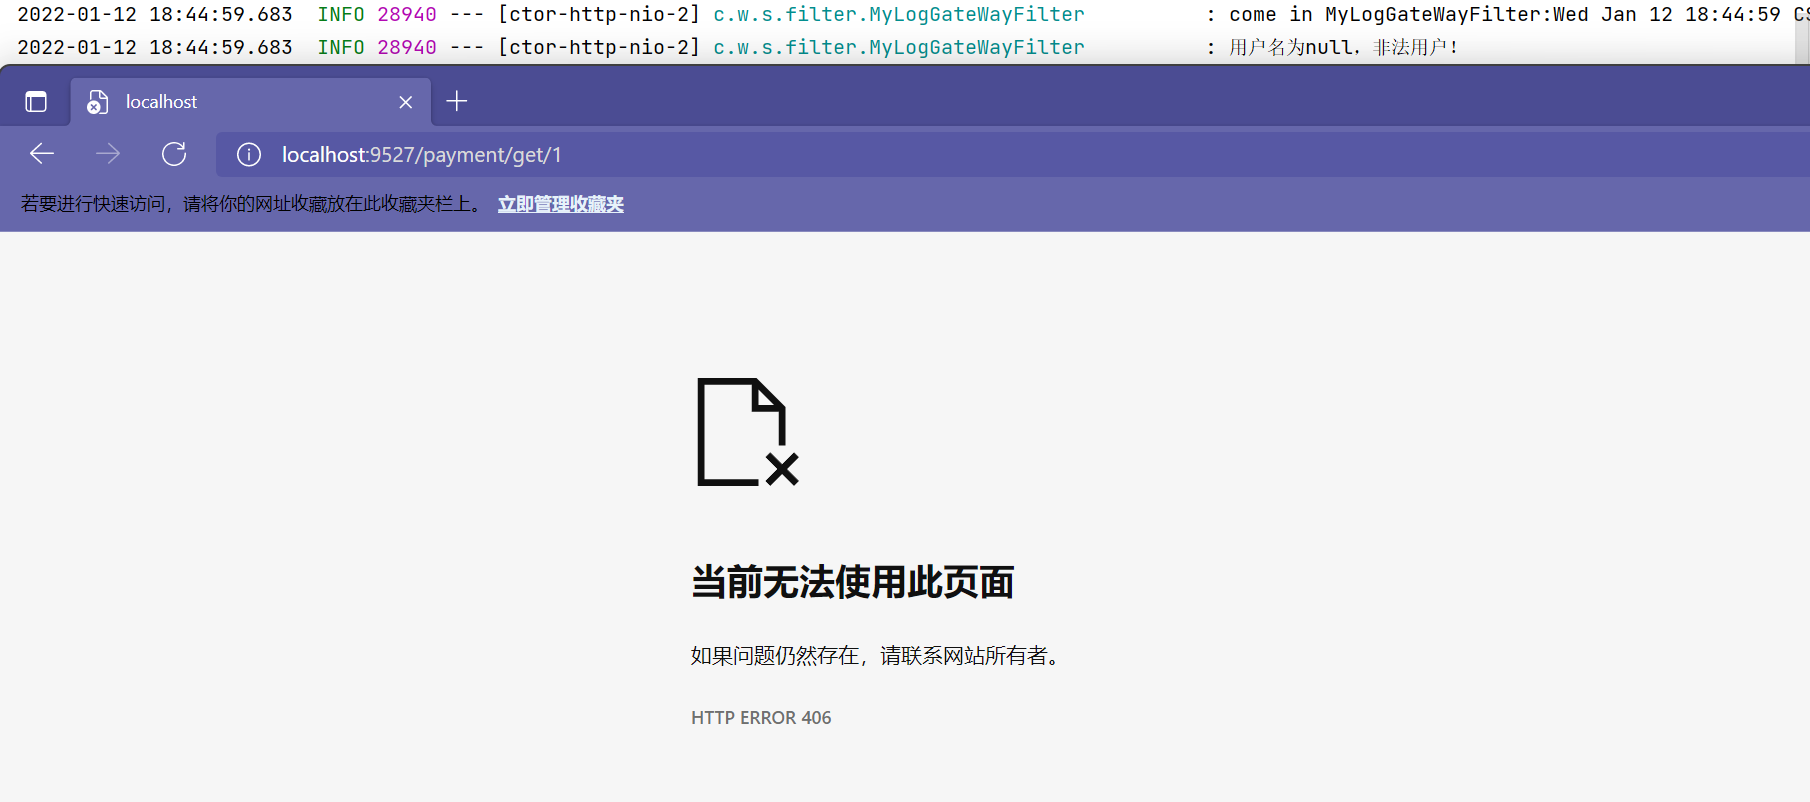 2022-01-12 18:44:59.683  INFO 28940 --- [ctor-http-nio-2] c.w.s.filter.MyLogGateWayFilter          : come in MyLogGateWayFilter:Wed Jan 12 18:44:59
2022-01-12 18:44:59.683  INFO 28940 --- [ctor-http-nio-2] c.w.s.filter.MyLogGateWayFilter          : 用户名为null，非法用户！
localhost
localhost:9527/payment/get/1
若要进行快速访问，请将你的网址收藏放在此收藏夹栏上。 立即管理收藏夹
当前无法使用此页面
如果问题仍然存在，请联系网站所有者。
HTTP ERROR 406